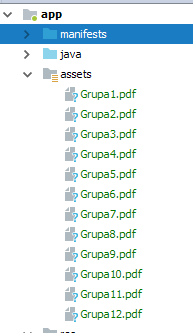 app
manifests
java
assets
Grupa1.pdf
Grupa2.pdf
Grupa3.pdf
Grupa4.pdf
Grupa5.pdf
Grupa6.pdf
Grupa7.pdf
Grupa8.pdf
Grupa9.pdf
Grupa10.pdf
Grupa11.pdf
Grupa12.pdf